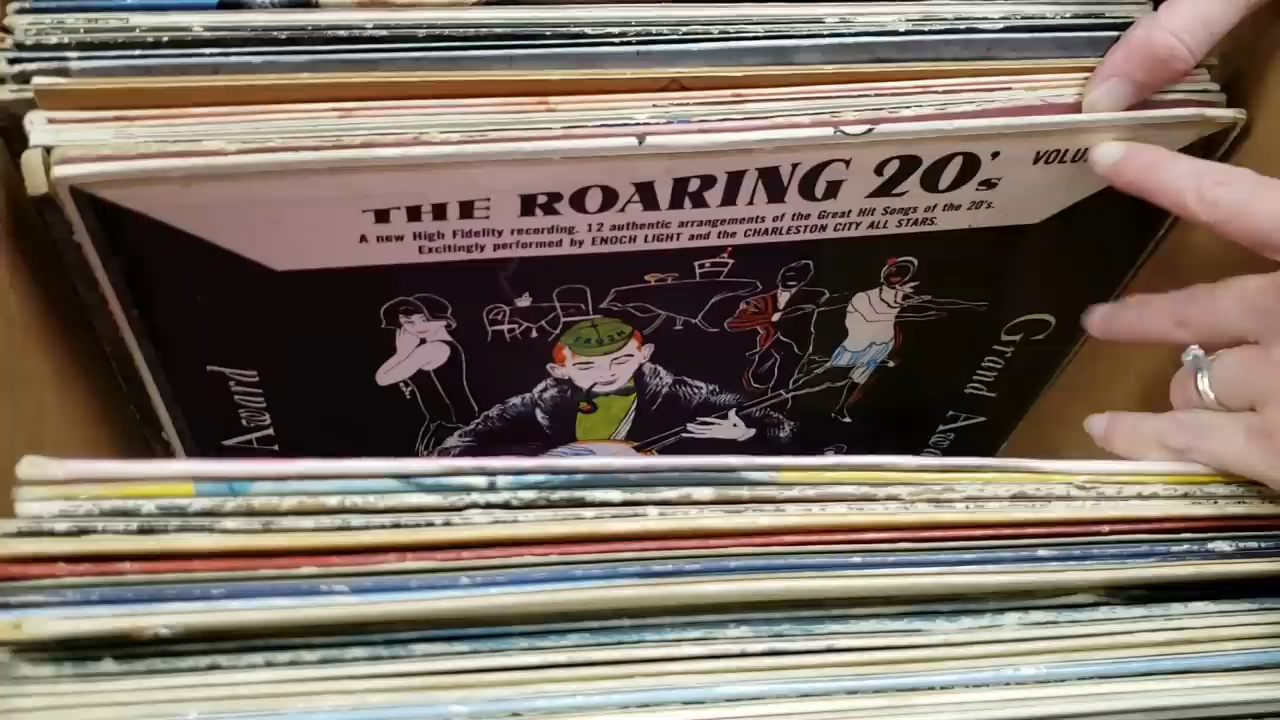 THE ROARING 20's
A new High Fidelity recording. 12 authentic arrangements of the Great Hit Songs of the 20's.
Excitingly performed by ENOCH LIGHT and the CHARLESTON CITY ALL STARS.
FROSH
Award
Grand